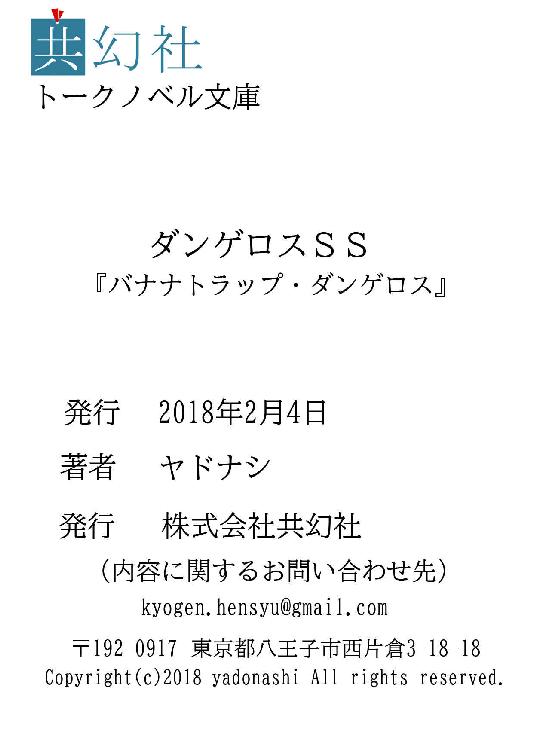 共幻社
トークノベル文庫
ダンゲロスＳＳ
『バナナトラップ・ダンゲロス』
発行　2018年2月4日
著者　ヤドナシ
発行　株式会社共幻社
（内容に関するお問い合わせ先）
kyogen.hensyu@gmail.com
〒192 0917 東京都八王子市西片倉3 18 18
Copyright(c)2018 yadonashi All rights reserved.